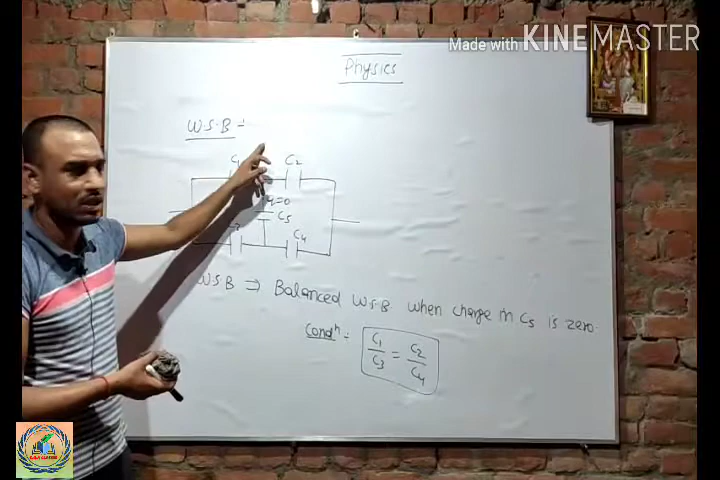 Made with KINEMASTER
Physics
W.S.B =
C₁ C₂
q=0
C₅
C₄
W.S.B ⇒ Balanced W.S.B when charge in C₅ is zero.
Condⁿ :
C₁/C₃ = C₂/C₄